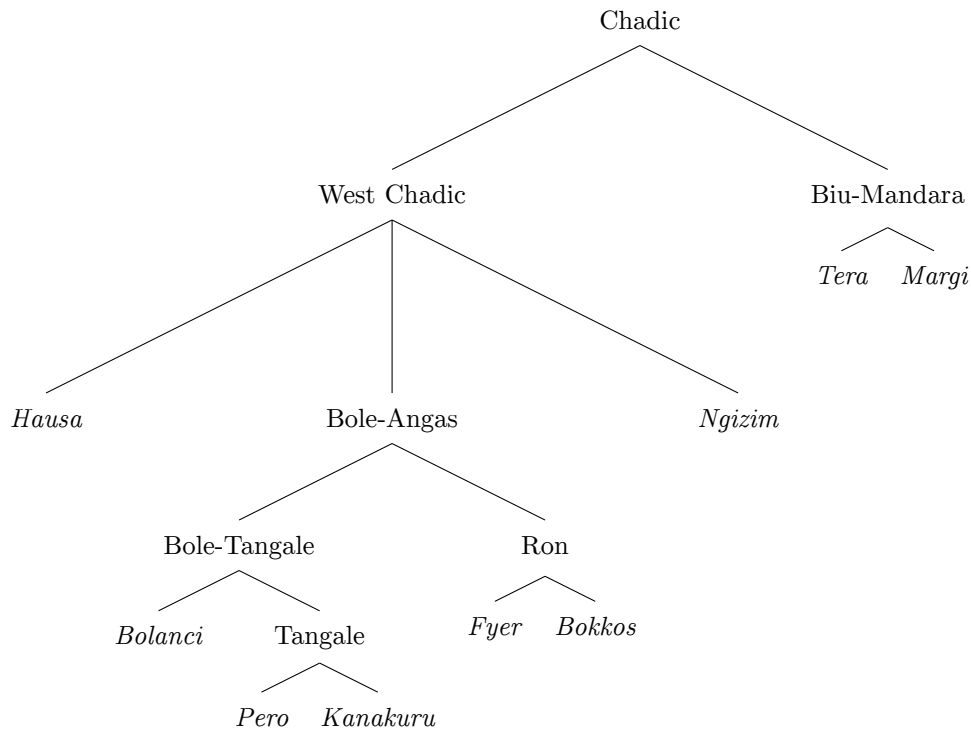 Chadic
West Chadic Biu-Mandara
Tera Margi
Hausa Bole-Angas Ngizim
Bole-Tangale Ron
Bolanci Tangale Fyer Bokkos
Pero Kanakuru